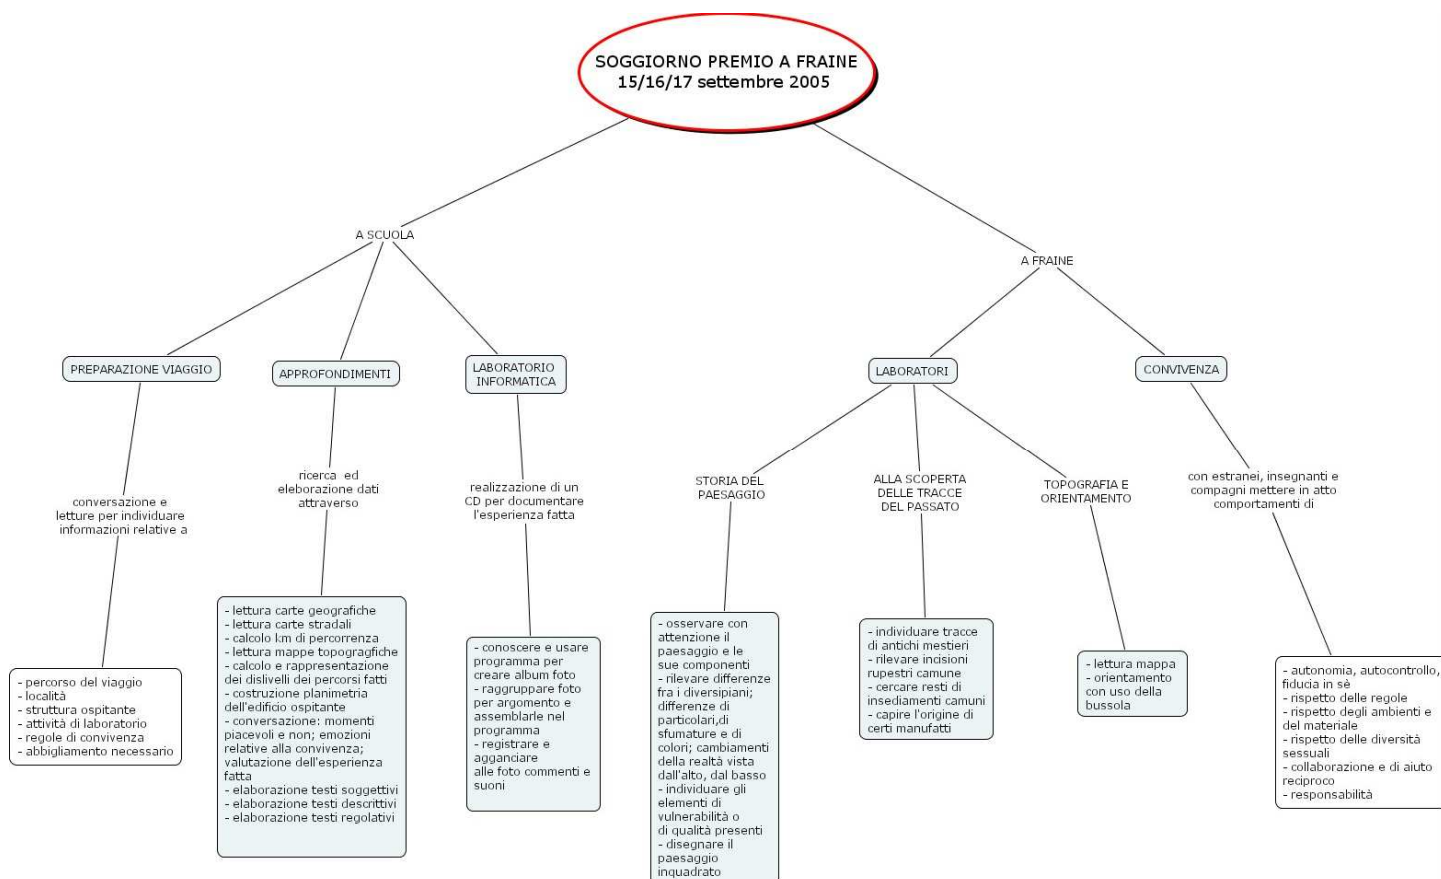 SOGGIORNO PREMIO A FRAINE
15/16/17 settembre 2005
A SCUOLA
A FRAINE
PREPARAZIONE VIAGGIO
APPROFONDIMENTI
LABORATORIO
INFORMATICA
LABORATORI
CONVIVENZA
conversazione e
letture per individuare
informazioni relative a
ricerca ed
eleborazione dati
attraverso
realizzazione di un
CD per documentare
l'esperienza fatta
STORIA DEL
PAESAGGIO
ALLA SCOPERTA
DELLE TRACCE
DEL PASSATO
TOPOGRAFIA E
ORIENTAMENTO
con estranei, insegnanti e
compagni mettere in atto
comportamenti di
- percorso del viaggio
- località
- struttura ospitante
- attività di laboratorio
- regole di convivenza
- abbigliamento necessario
- lettura carte geografiche
- lettura carte stradali
- calcolo km di percorrenza
- lettura mappe topogragfiche
- calcolo e rappresentazione
dei dislivelli dei percorsi fatti
- costruzione planimetria
dell'edificio ospitante
- conversazione: momenti
piacevoli e non; emozioni
relative alla convivenza;
valutazione dell'esperienza
fatta
- elaborazione testi soggettivi
- elaborazione testi descrittivi
- elaborazione testi regolativi
- conoscere e usare
programma per
creare album foto
- raggruppare foto
per argomento e
assemblarle nel
programma
- registrare e
agganciare
alle foto commenti e
suoni
- osservare con
attenzione il
paesaggio e le
sue componenti
- rilevare differenze
fra i diversipiani;
differenze di
particolari,di
sfumature e di
colori; cambiamenti
della realtà vista
dall'alto, dal basso
- individuare gli
elementi di
vulnerabilità o
di qualità presenti
- disegnare il
paesaggio
inquadrato
- individuare tracce
di antichi mestieri
- rilevare incisioni
rupestri camune
- cercare resti di
insediamenti camuni
- capire l'origine di
certi manufatti
- lettura mappa
- orientamento
con uso della
bussola
- autonomia, autocontrollo,
fiducia in sè
- rispetto delle regole
- rispetto degli ambienti e
del materiale
- rispetto delle diversità
sessuali
- collaborazione e di aiuto
reciproco
- responsabilità